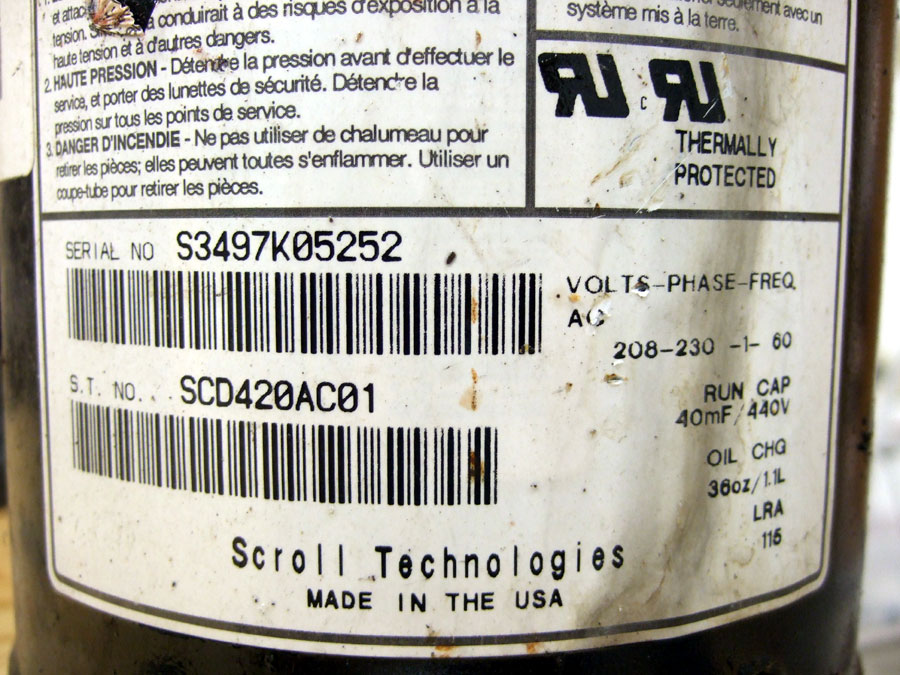 et attac
à conduirait à des risques d'exposition à la
tension.
haute tension et à d'autres dangers.
2. HAUTE PRESSION - Détendre la pression avant d'effectuer le
service, et porter des lunettes de sécurité. Détendre la
pression sur tous les points de service.
3. DANGER D'INCENDIE - Ne pas utiliser de chalumeau pour
retirer les pièces; elles peuvent toutes s'enflammer. Utiliser un
coupe-tube pour retirer les pièces.
seulement avec un
système mis à la terre.
C
THERMALLY
PROTECTED
SERIAL NO S3497K05252
S.T. NO. . SCD420AC01
VOLTS-PHASE-FREQ.
AC
208-230 -1- 60
RUN CAP
40mF/440V
OIL CHG
36oz/1.1L
LRA
115
Scroll Technologies
MADE IN THE USA